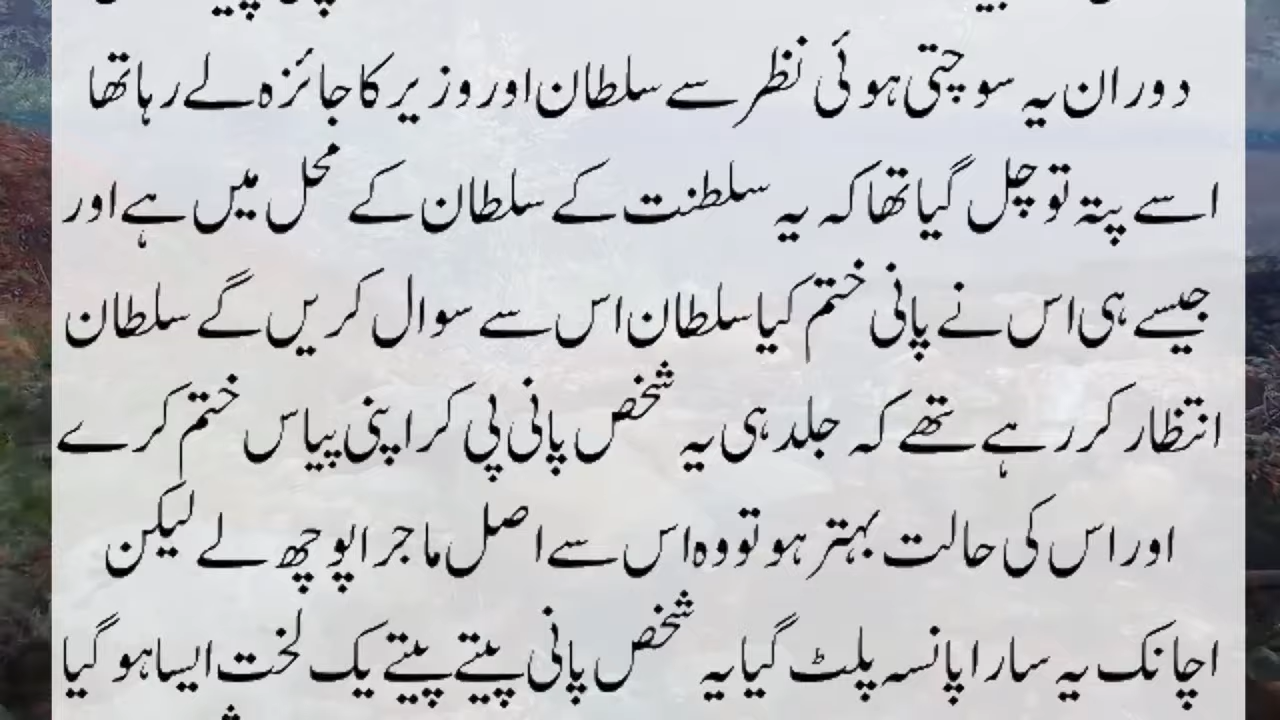 دوران یہ سوچتی ہوئی نظر سے سلطان اور وزیر کا جائزہ لے رہا تھا
اسے پتہ تو چل گیا تھا کہ یہ سلطنت کے سلطان کے محل میں ہے اور
جیسے ہی اس نے پانی ختم کیا سلطان اس سے سوال کریں گے سلطان
انتظار کر رہے تھے کہ جلد ہی یہ شخص پانی پی کر اپنی پیاس ختم کرے
اور اس کی حالت بہتر ہو تو وہ اس سے اصل ماجرا پوچھ لے لیکن
اچانک یہ سارا پانسہ پلٹ گیا یہ شخص پانی پیتے پیتے یک لخت ایسا ہو گیا